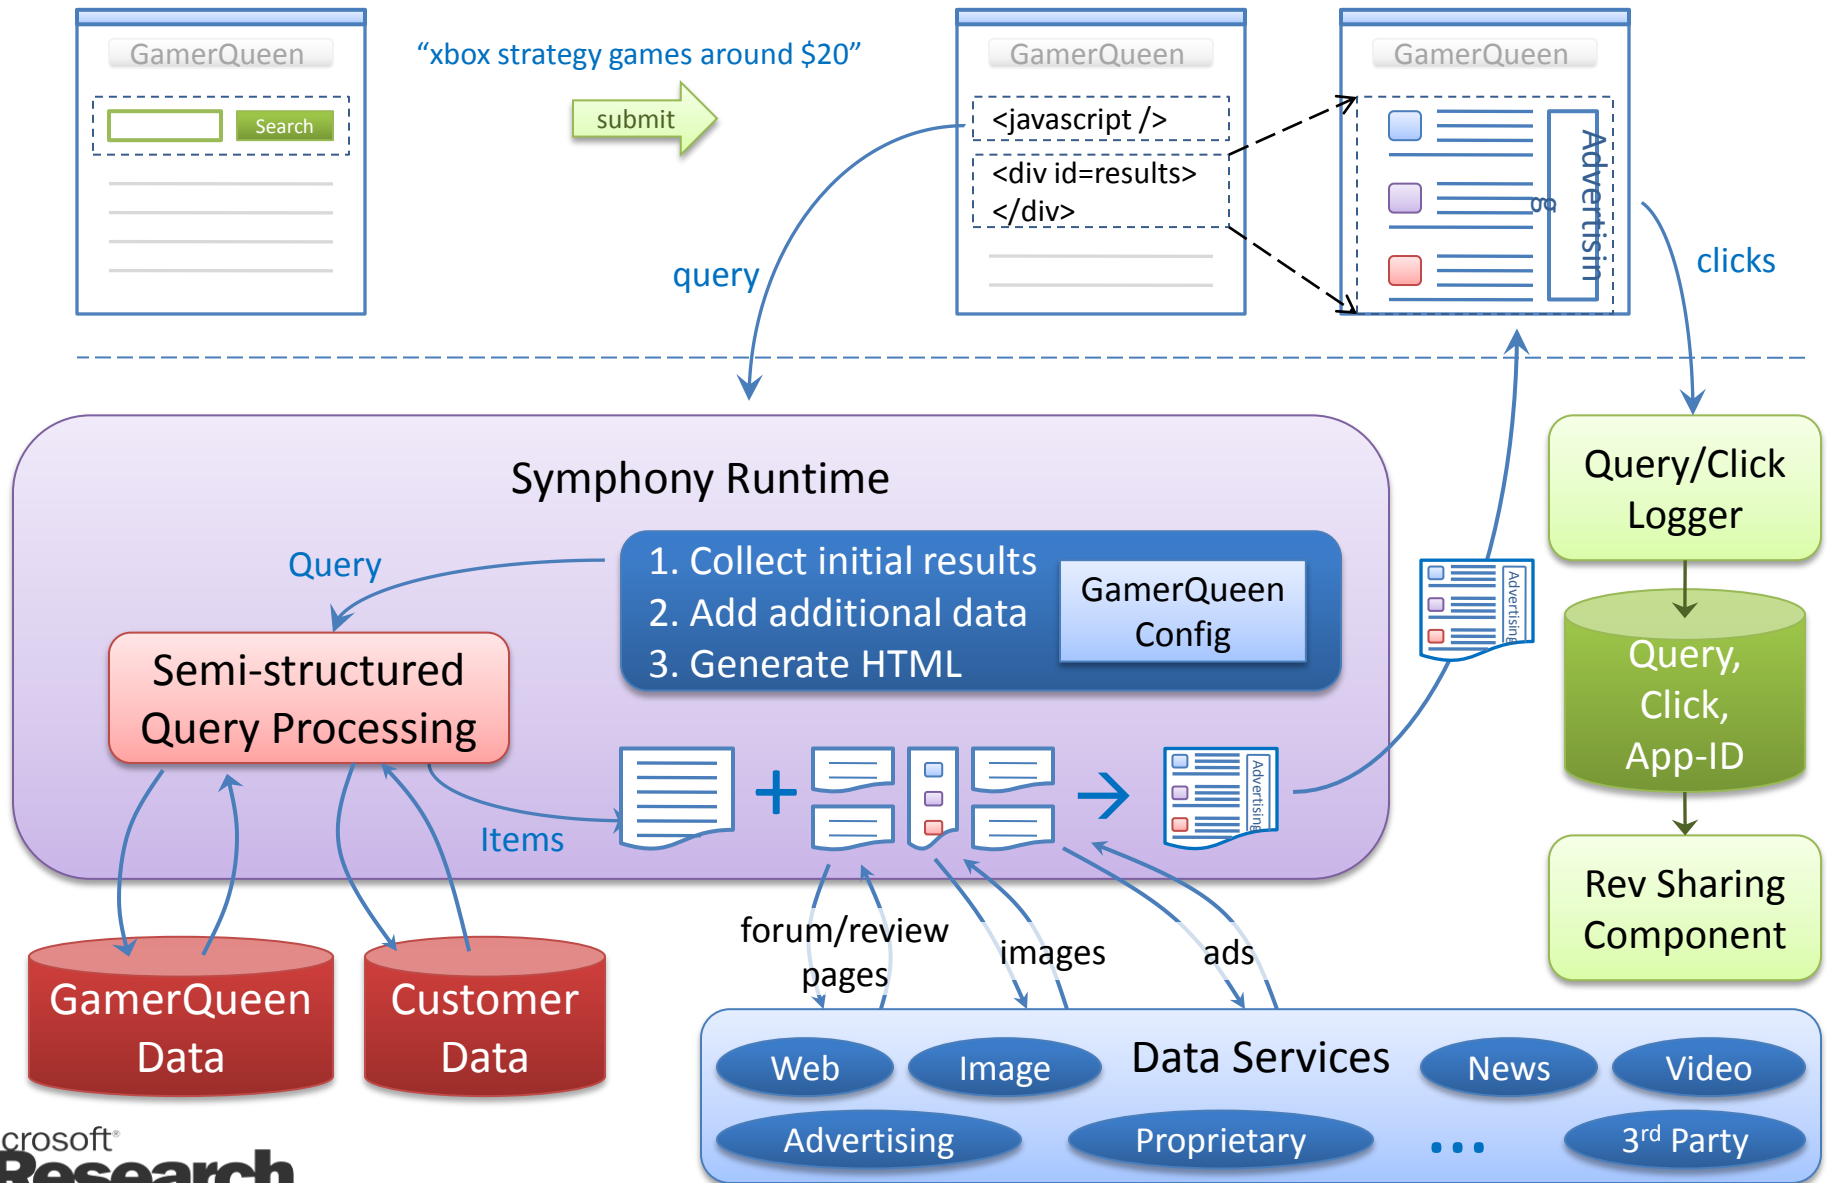 GamerQueen
Search
“xbox strategy games around $20”
submit
GamerQueen
<javascript />
<div id=results>
</div>
GamerQueen
Advertising
query
clicks
Symphony Runtime
Query
1. Collect initial results
2. Add additional data
3. Generate HTML
GamerQueen
Config
Semi-structured
Query Processing
Items
Advertising
Advertising
Query/Click
Logger
Query,
Click,
App-ID
Rev Sharing
Component
GamerQueen
Data
Customer
Data
forum/review
pages
images
ads
Data Services
Web
Image
News
Video
Advertising
Proprietary
...
3rd Party
crosoft®
Research